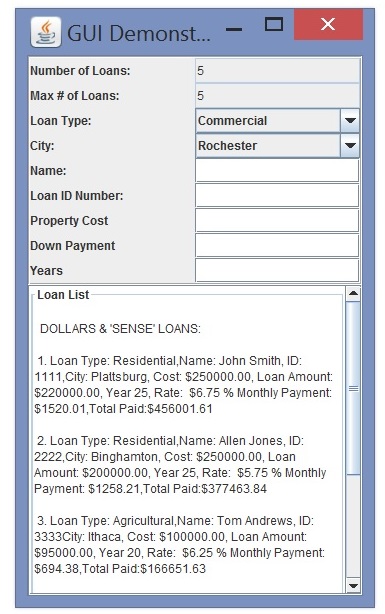 GUI Demonst...
Number of Loans: 5
Max # of Loans: 5
Loan Type: Commercial
City: Rochester
Name:
Loan ID Number:
Property Cost
Down Payment
Years
Loan List
DOLLARS & 'SENSE' LOANS:
1. Loan Type: Residential,Name: John Smith, ID:
1111,City: Plattsburg, Cost: $250000.00, Loan Amount:
$220000.00, Year 25, Rate:  $6.75 % Monthly Payment:
$1520.01,Total Paid:$456001.61
2. Loan Type: Residential,Name: Allen Jones, ID:
2222,City: Binghamton, Cost: $250000.00, Loan
Amount: $200000.00, Year 25, Rate:  $5.75 % Monthly
Payment: $1258.21,Total Paid:$377463.84
3. Loan Type: Agricultural,Name: Tom Andrews, ID:
3333City: Ithaca, Cost: $100000.00, Loan Amount:
$95000.00, Year 20, Rate:  $6.25 % Monthly Payment:
$694.38,Total Paid:$166651.63